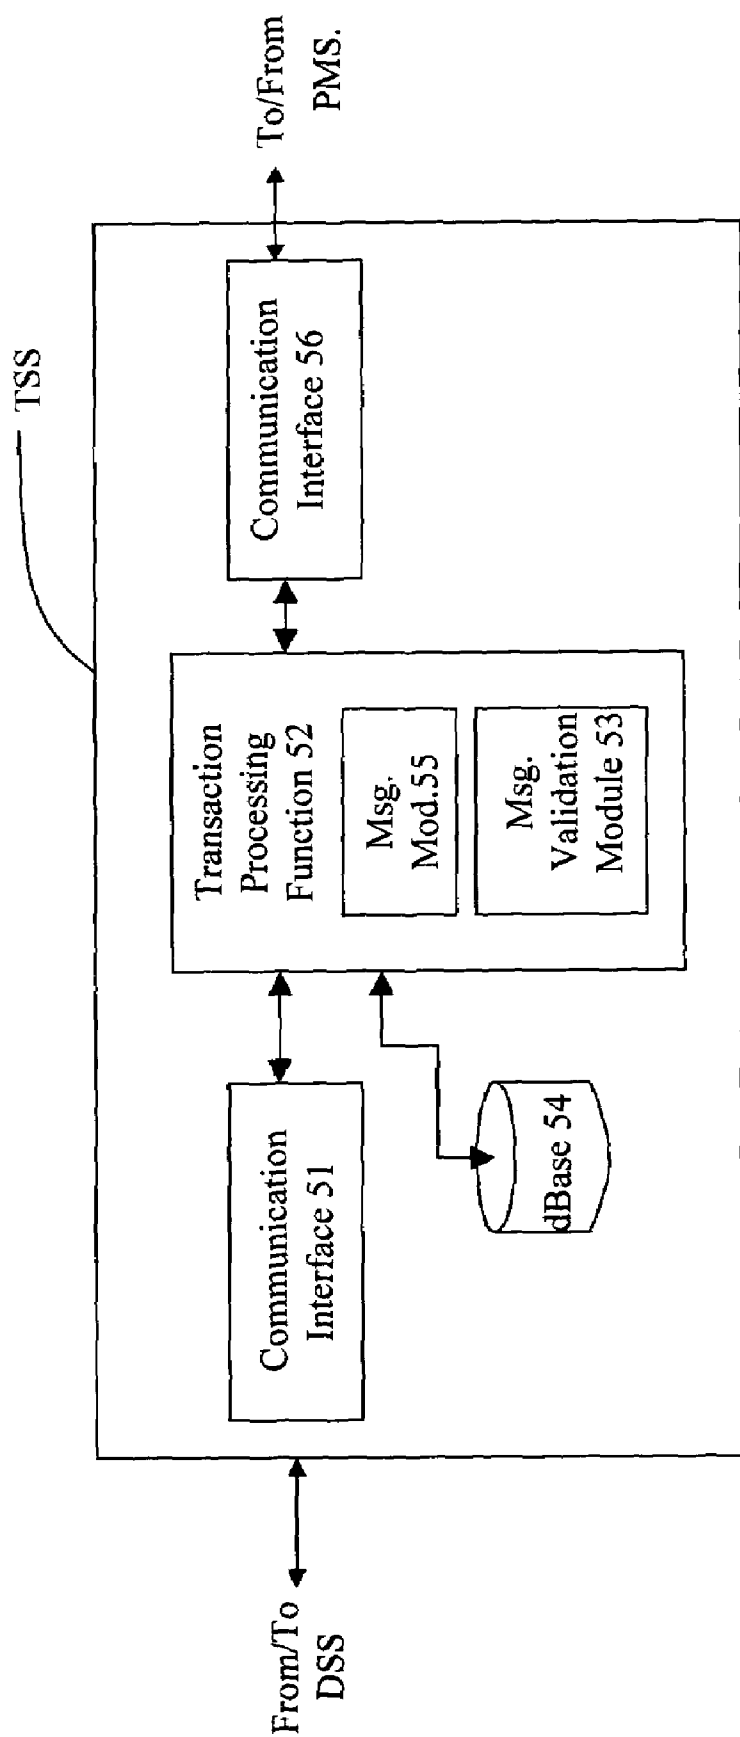 TSS
From/To
DSS
Communication
Interface 51
dBase 54
Transaction
Processing
Function 52
Msg.
Mod.55
Msg.
Validation
Module 53
Communication
Interface 56
To/From
PMS.